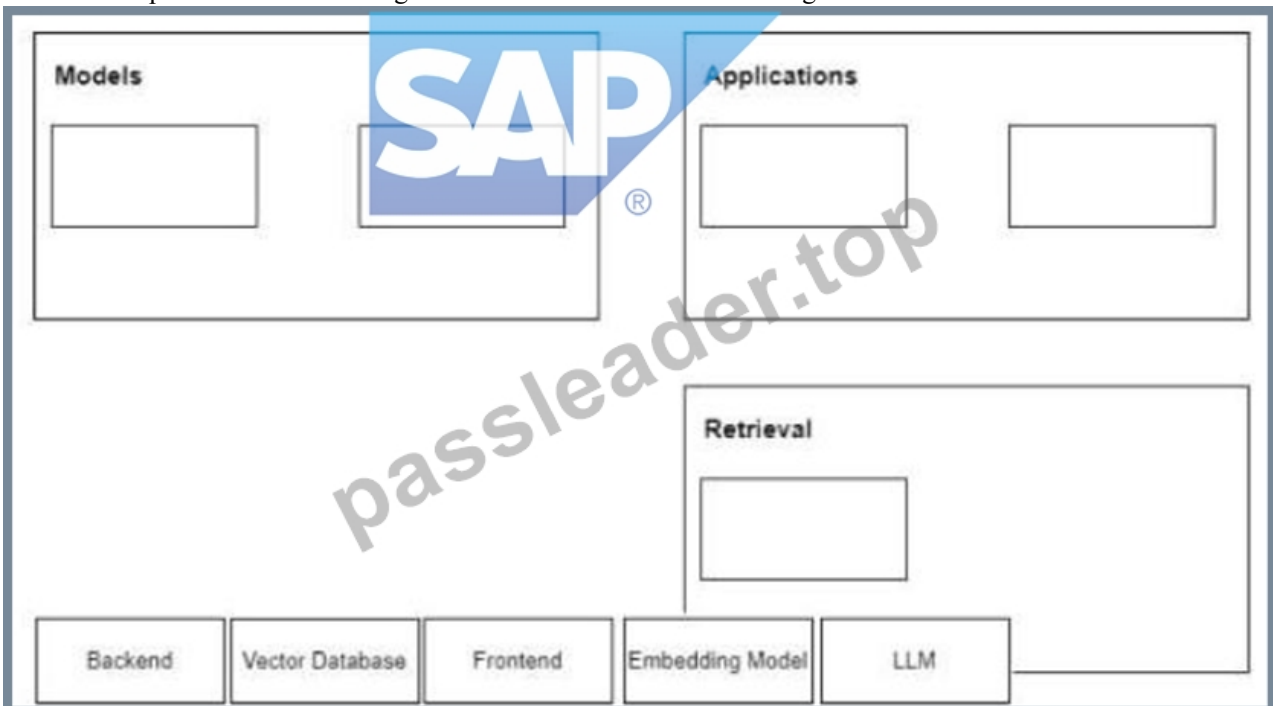 SAP
®
Models
Applications
passleader.top
Retrieval
Backend
Vector Database
Frontend
Embedding Model
LLM